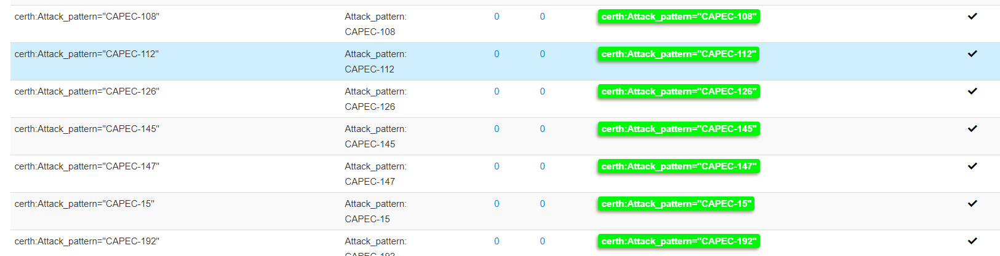 certh:Attack_pattern="CAPEC-108" Attack_pattern: 0 0 certh:Attack_pattern="CAPEC-108"
CAPEC-108
certh:Attack_pattern="CAPEC-112" Attack_pattern: 0 0 certh:Attack_pattern="CAPEC-112"
CAPEC-112
certh:Attack_pattern="CAPEC-126" Attack_pattern: 0 0 certh:Attack_pattern="CAPEC-126"
CAPEC-126
certh:Attack_pattern="CAPEC-145" Attack_pattern: 0 0 certh:Attack_pattern="CAPEC-145"
CAPEC-145
certh:Attack_pattern="CAPEC-147" Attack_pattern: 0 0 certh:Attack_pattern="CAPEC-147"
CAPEC-147
certh:Attack_pattern="CAPEC-15" Attack_pattern: 0 0 certh:Attack_pattern="CAPEC-15"
CAPEC-15
certh:Attack_pattern="CAPEC-192" Attack_pattern: 0 0 certh:Attack_pattern="CAPEC-192"
CAPEC-192